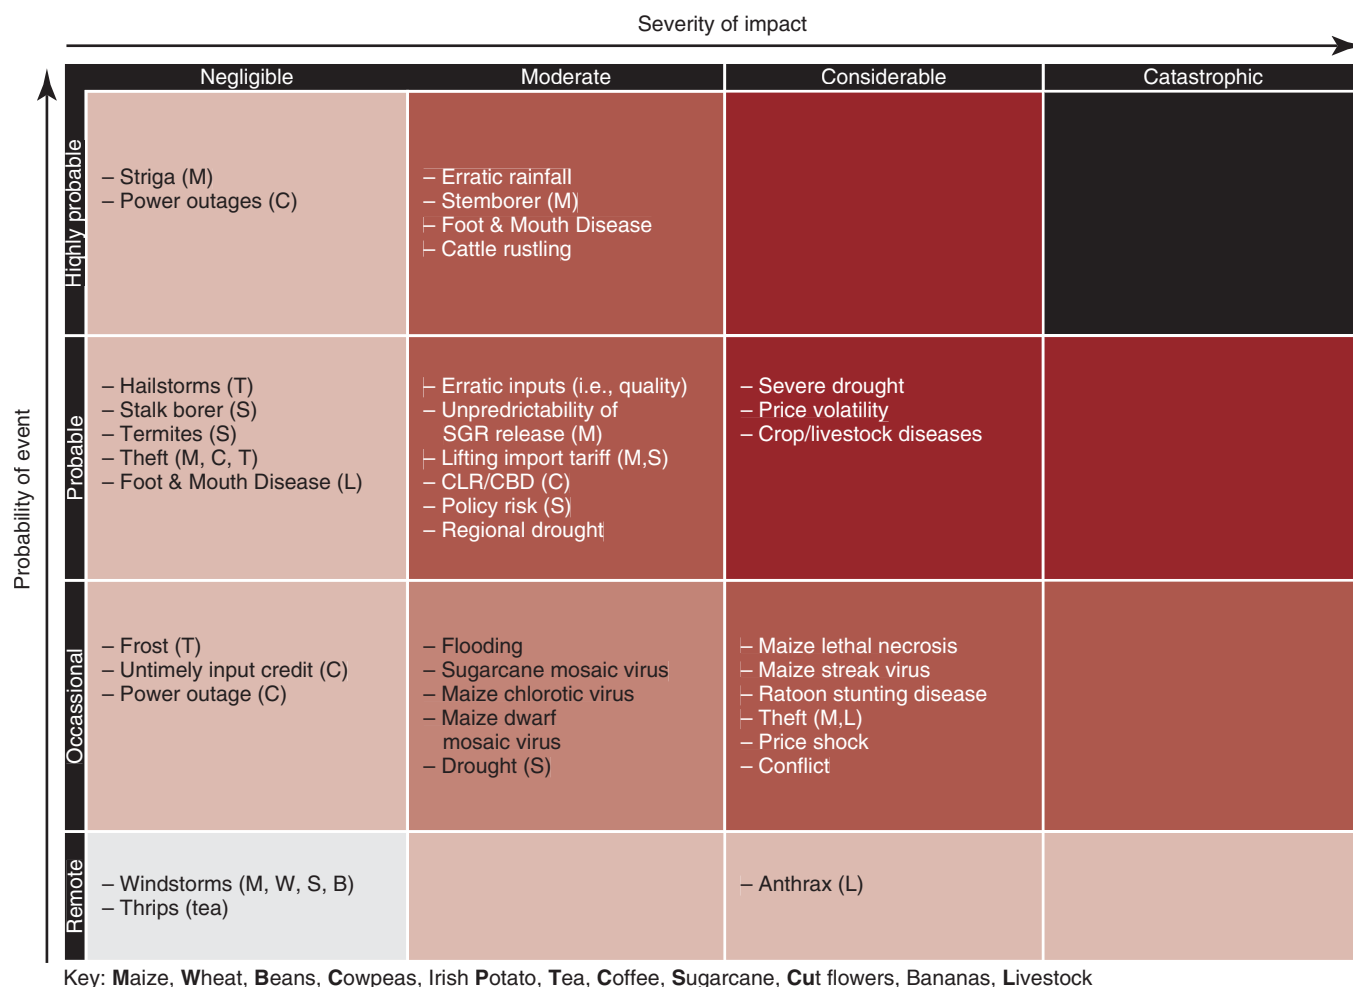 Severity of impact
Negligible
Moderate
Considerable
Catastrophic
Probability of event
Highly probable
– Striga (M)
– Power outages (C)
– Erratic rainfall
– Stemborer (M)
– Foot & Mouth Disease
– Cattle rustling
Probable
– Hailstorms (T)
– Stalk borer (S)
– Termites (S)
– Theft (M, C, T)
– Foot & Mouth Disease (L)
– Erratic inputs (i.e., quality)
– Unpredrictability of
SGR release (M)
– Lifting import tariff (M,S)
– CLR/CBD (C)
– Policy risk (S)
– Regional drought
– Severe drought
– Price volatility
– Crop/livestock diseases
Occassional
– Frost (T)
– Untimely input credit (C)
– Power outage (C)
– Flooding
– Sugarcane mosaic virus
– Maize chlorotic virus
– Maize dwarf
mosaic virus
– Drought (S)
– Maize lethal necrosis
– Maize streak virus
– Ratoon stunting disease
– Theft (M,L)
– Price shock
– Conflict
Remote
– Windstorms (M, W, S, B)
– Thrips (tea)
– Anthrax (L)
Key: Maize, Wheat, Beans, Cowpeas, Irish Potato, Tea, Coffee, Sugarcane, Cut flowers, Bananas, Livestock